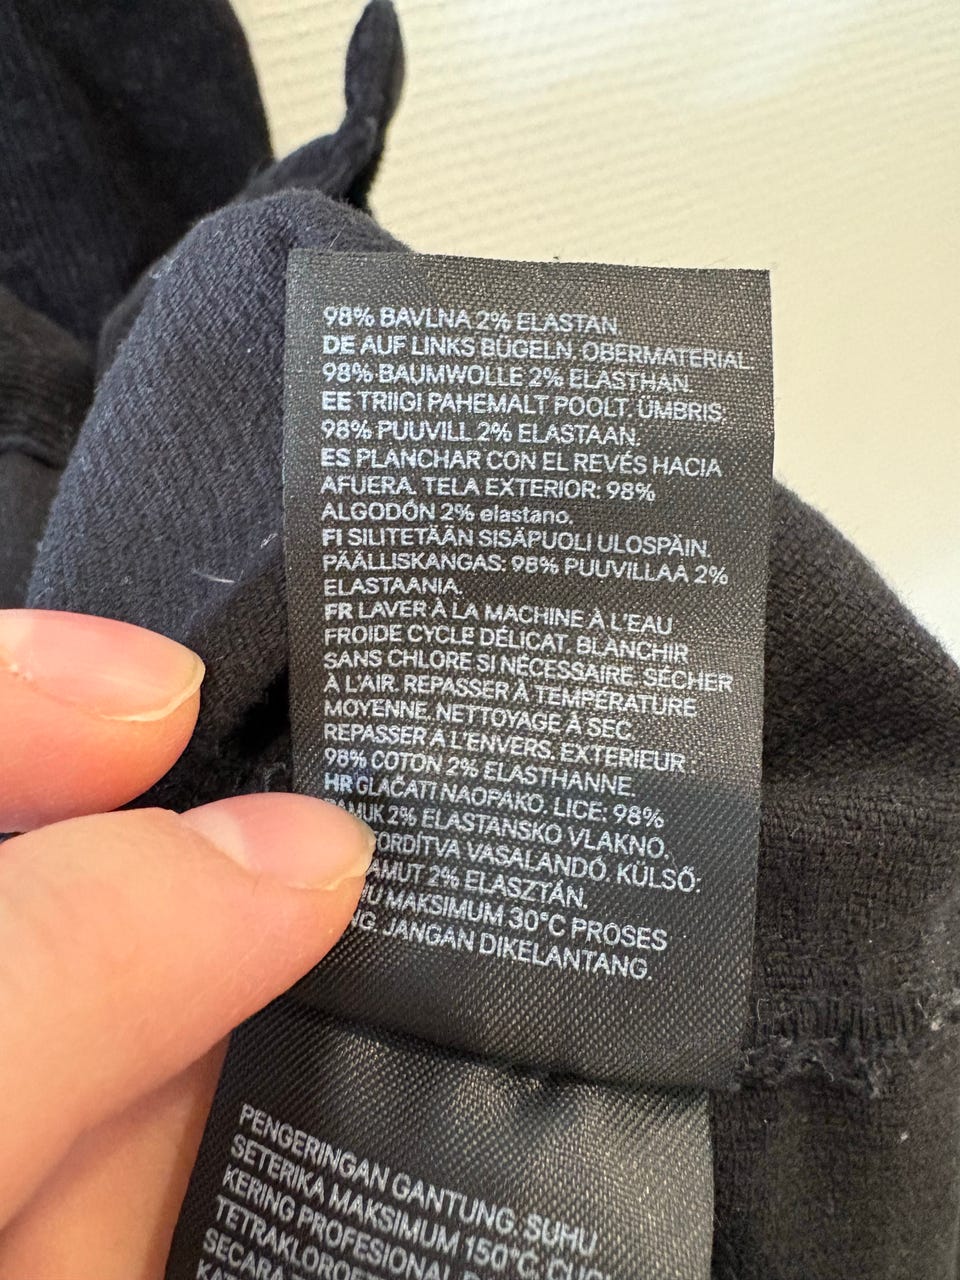 98% BAVLNA 2% ELASTAN.
DE AUF LINKS BÜGELN. OBERMATERIAL:
98% BAUMWOLLE 2% ELASTHAN.
EE TRIIGI PAHEMALT POOLT. ÜMBRIS:
98% PUUVILL 2% ELASTAAN.
ES PLANCHAR CON EL REVÉS HACIA
AFUERA. TELA EXTERIOR: 98%
ALGODÓN 2% elastano.
FI SILITETÄÄN SISÄPUOLI ULOSPÄIN.
PÄÄLLISKANGAS: 98% PUUVILLAA 2%
ELASTAANIA.
FR LAVER À LA MACHINE À L'EAU
FROIDE CYCLE DÉLICAT. BLANCHIR
SANS CHLORE SI NÉCESSAIRE. SÉCHER
À L'AIR. REPASSER À TEMPÉRATURE
MOYENNE. NETTOYAGE À SEC.
REPASSER À L'ENVERS. EXTERIEUR :
98% COTON 2% ELASTHANNE.
HR GLAČATI NAOPAKO. LICE: 98%
PAMUK 2% ELASTANSKO VLAKNO.
FORDÍTVA VASALANDÓ. KÜLSŐ:
PAMUT 2% ELASZTÁN.
MAKSIMUM 30°C PROSES
JANGAN DIKELANTANG.
PENGERINGAN GANTUNG. SUHU
SETERIKA MAKSIMUM 150°C.
KERING PROFESIONAL
SECARA